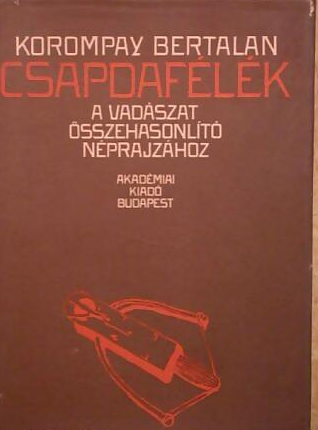 KOROMPAY BERTALAN
CSAPDAFÉLÉK
A VADÁSZAT
ÖSSZEHASONLÍTÓ
NÉPRAJZÁHOZ
AKADÉMIAI
KIADÓ
BUDAPEST